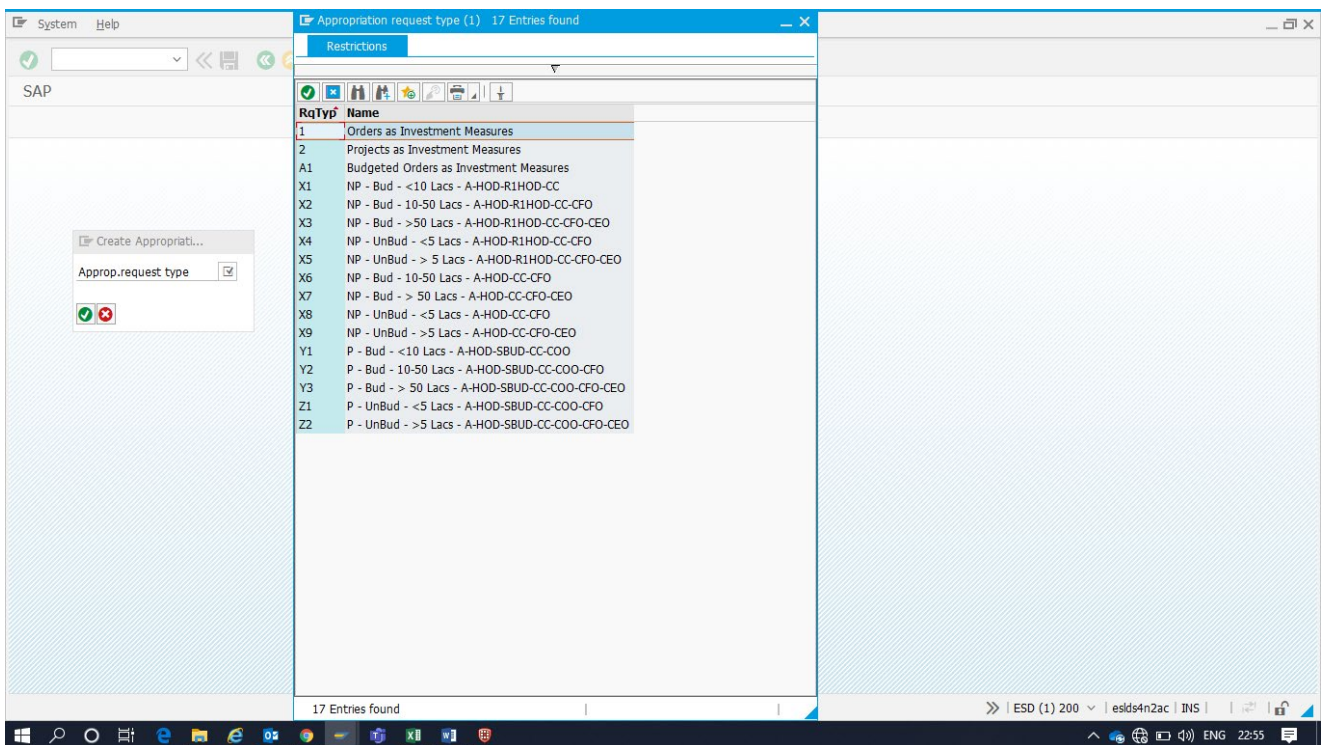 System Help
Appropriation request type (1) 17 Entries found
Restrictions
SAP
RqTyp Name
1 Orders as Investment Measures
2 Projects as Investment Measures
A1 Budgeted Orders as Investment Measures
X1 NP - Bud - <10 Lacs - A-HOD-R1HOD-CC
X2 NP - Bud - 10-50 Lacs - A-HOD-R1HOD-CC-CFO
X3 NP - Bud - >50 Lacs - A-HOD-R1HOD-CC-CFO-CEO
X4 NP - UnBud - <5 Lacs - A-HOD-R1HOD-CC-CFO
X5 NP - UnBud - > 5 Lacs - A-HOD-R1HOD-CC-CFO-CEO
X6 NP - Bud - 10-50 Lacs - A-HOD-CC-CFO
X7 NP - Bud - > 50 Lacs - A-HOD-CC-CFO-CEO
X8 NP - UnBud - <5 Lacs - A-HOD-CC-CFO
X9 NP - UnBud - >5 Lacs - A-HOD-CC-CFO-CEO
Y1 P - Bud - <10 Lacs - A-HOD-SBUD-CC-COO
Y2 P - Bud - 10-50 Lacs - A-HOD-SBUD-CC-COO-CFO
Y3 P - Bud - > 50 Lacs - A-HOD-SBUD-CC-COO-CFO-CEO
Z1 P - UnBud - <5 Lacs - A-HOD-SBUD-CC-COO-CFO
Z2 P - UnBud - >5 Lacs - A-HOD-SBUD-CC-COO-CFO-CEO
Create Appropriati...
Approp.request type
17 Entries found
ESD (1) 200 eslds4n2ac INS
ENG 22:55